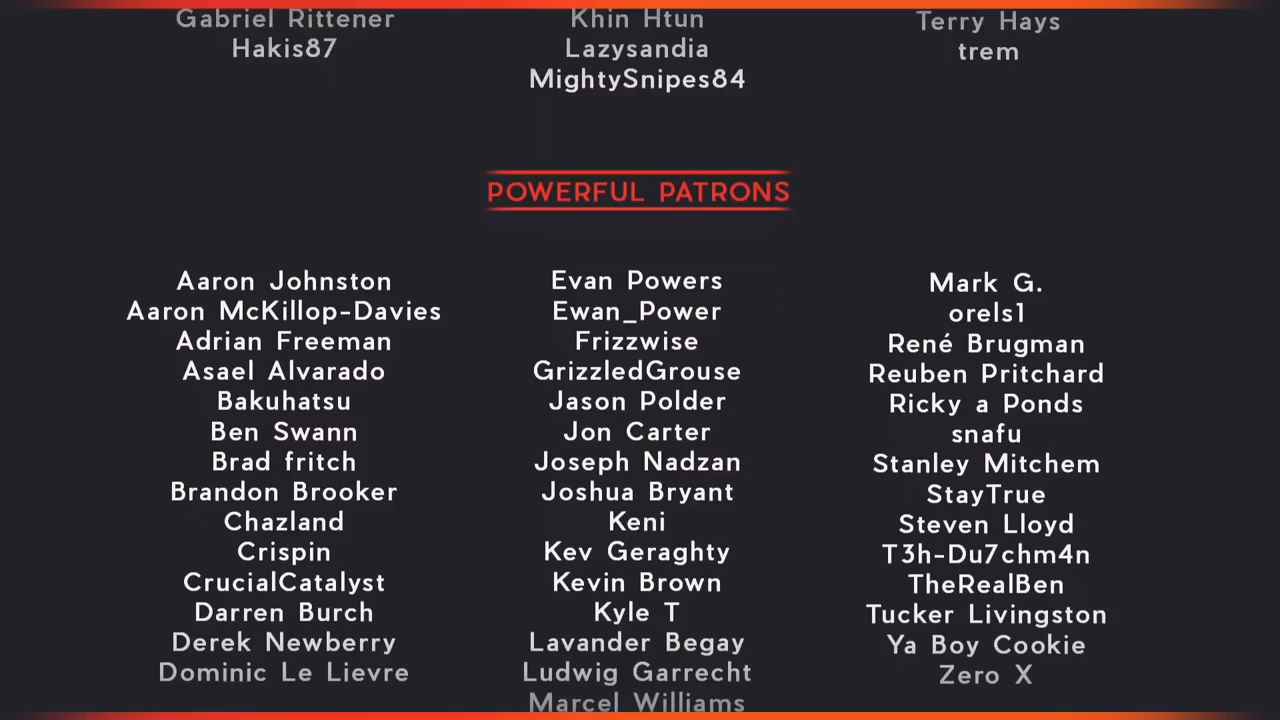 Gabriel Rittener
Hakis87
Khin Htun
Lazysandia
MightySnipes84
Terry Hays
trem
POWERFUL PATRONS
Aaron Johnston
Aaron McKillop-Davies
Adrian Freeman
Asael Alvarado
Bakuhatsu
Ben Swann
Brad fritch
Brandon Brooker
Chazland
Crispin
CrucialCatalyst
Darren Burch
Derek Newberry
Dominic Le Lievre
Evan Powers
Ewan_Power
Frizzwise
GrizzledGrouse
Jason Polder
Jon Carter
Joseph Nadzan
Joshua Bryant
Keni
Kev Geraghty
Kevin Brown
Kyle T
Lavander Begay
Ludwig Garrecht
Marcel Williams
Mark G.
orels1
René Brugman
Reuben Pritchard
Ricky a Ponds
snafu
Stanley Mitchem
StayTrue
Steven Lloyd
T3h-Du7chm4n
TheRealBen
Tucker Livingston
Ya Boy Cookie
Zero X